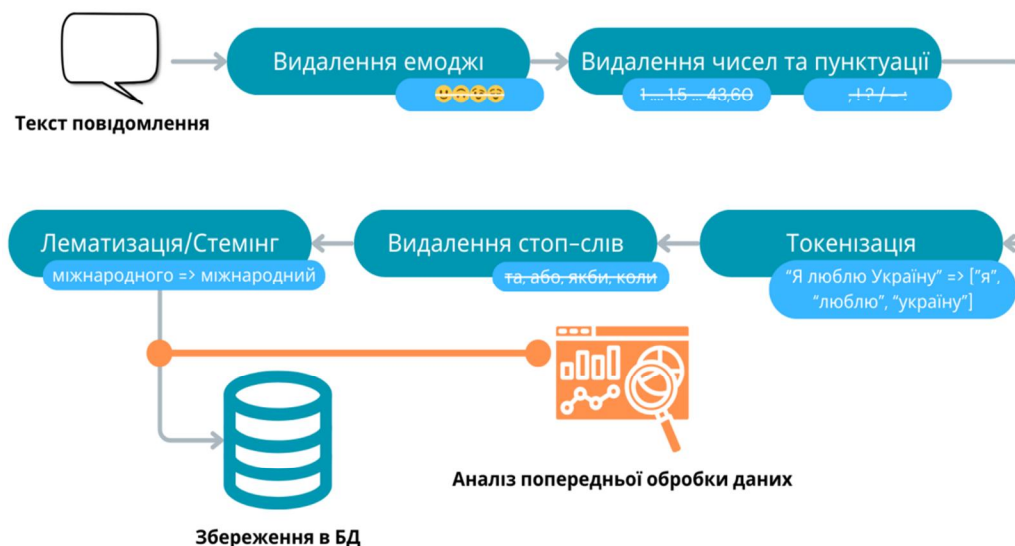 Текст повідомлення
Видалення емоджі
Видалення чисел та пунктуації
1 ... 1.5 ... 43,60
, ! ? / – :
Токенізація
“Я люблю Україну” => [”я”,
“люблю”, “україну”]
Видалення стоп-слів
та, або, якби, коли
Лематизація/Стемінг
міжнародного => міжнародний
Аналіз попередньої обробки даних
Збереження в БД